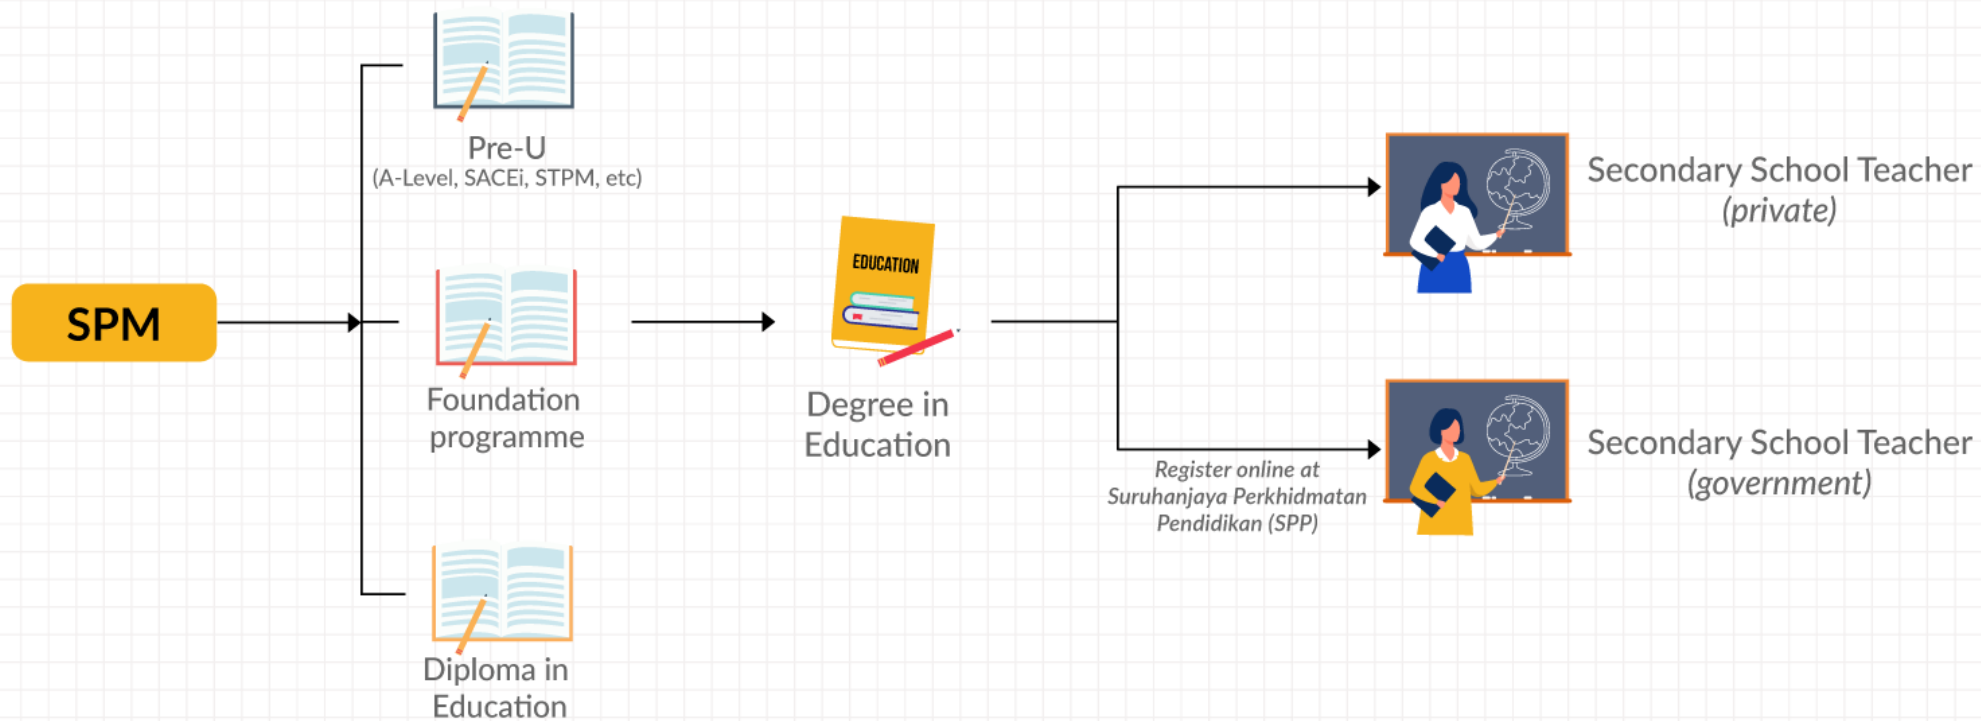 SPM
Pre-U
(A-Level, SACEi, STPM, etc)
Foundation
programme
Diploma in
Education
EDUCATION
Degree in
Education
Register online at
Suruhanjaya Perkhidmatan
Pendidikan (SPP)
Secondary School Teacher
(private)
Secondary School Teacher
(government)